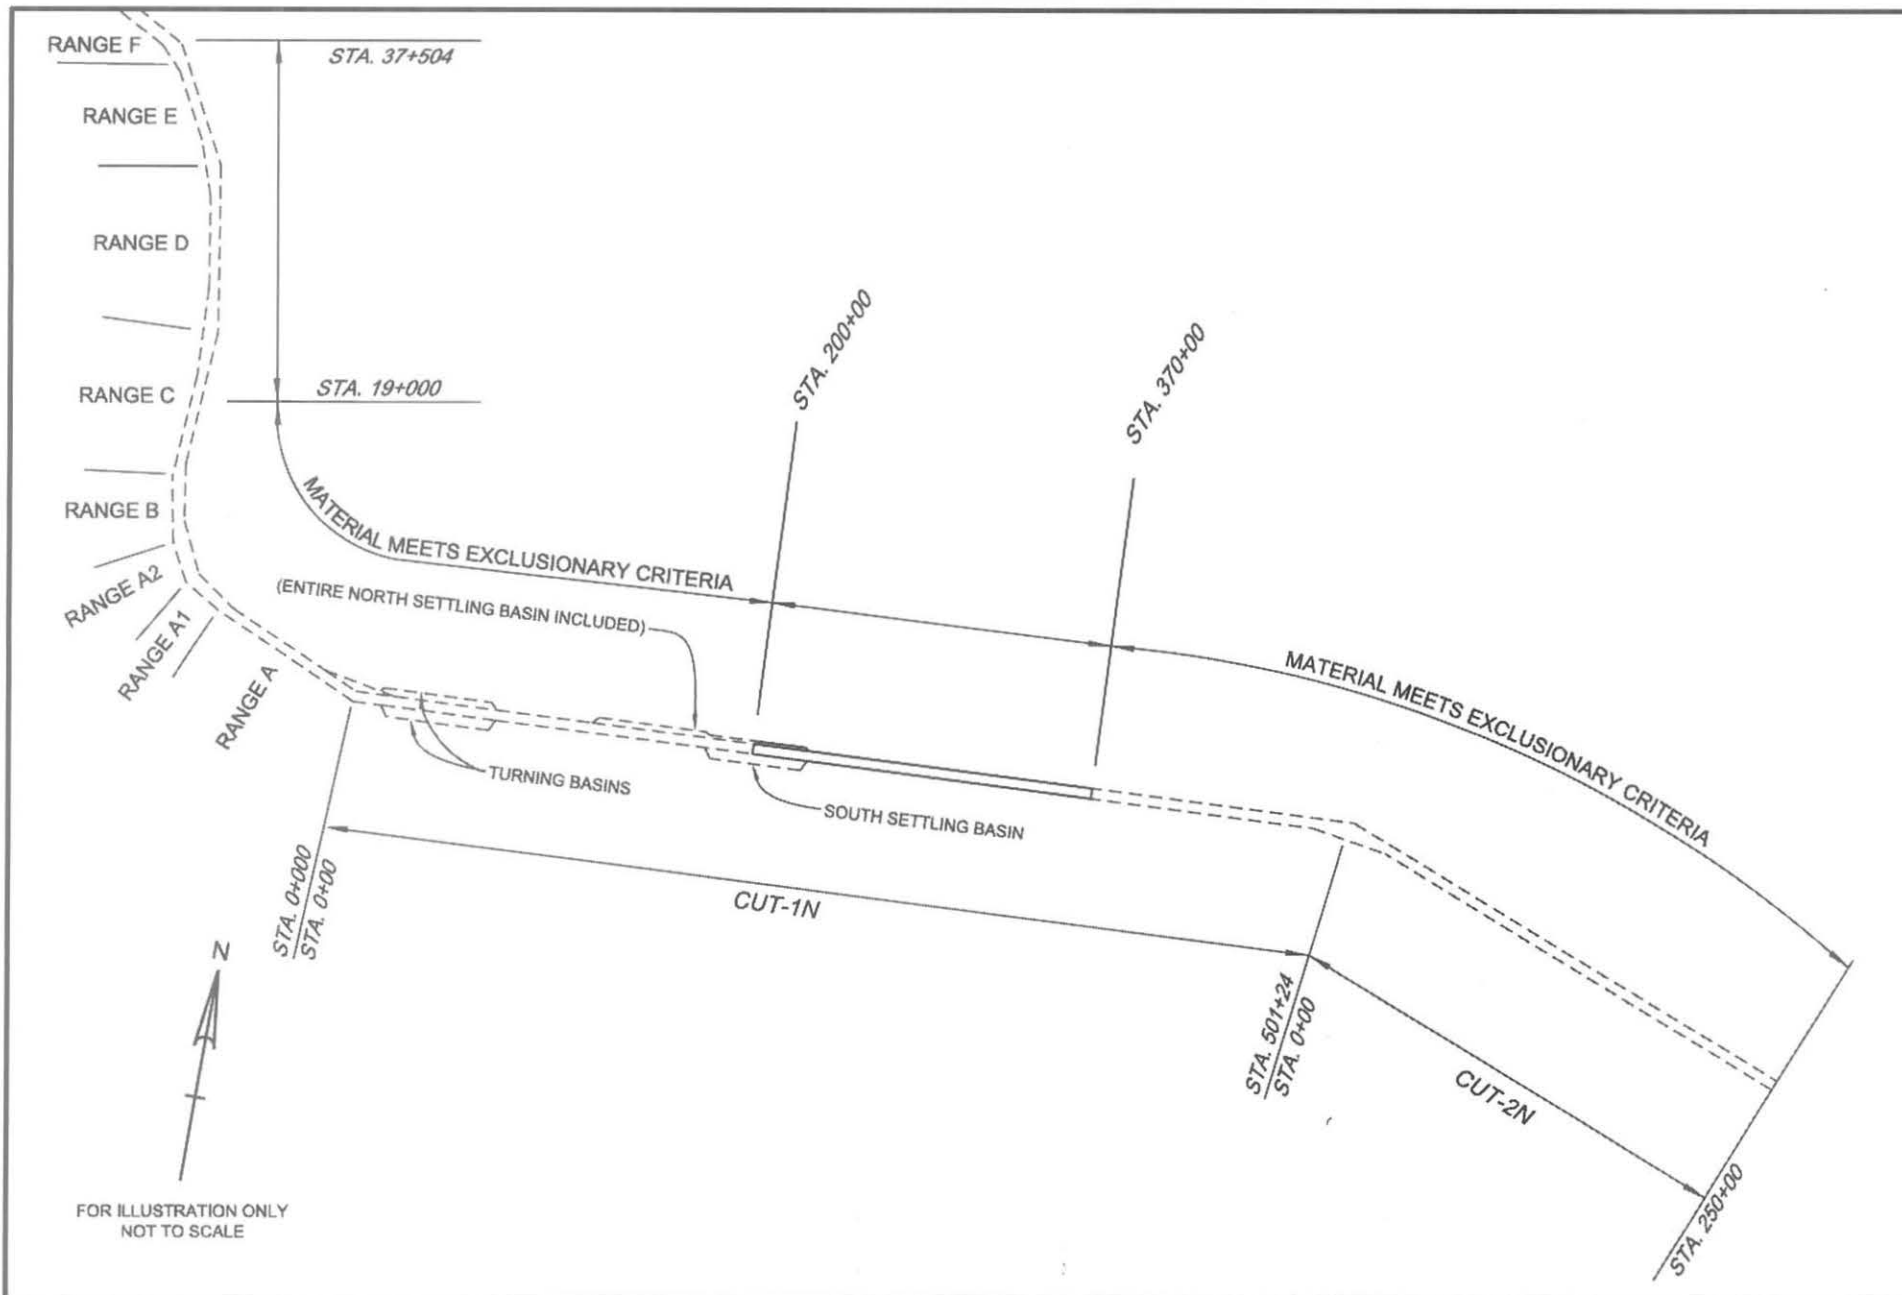 RANGE F
STA. 37+504
RANGE E
RANGE D
RANGE C
STA. 19+000
STA. 200+00
STA. 370+00
RANGE B
MATERIAL MEETS EXCLUSIONARY CRITERIA
(ENTIRE NORTH SETTLING BASIN INCLUDED)
RANGE A2
RANGE A1
RANGE A
MATERIAL MEETS EXCLUSIONARY CRITERIA
TURNING BASINS
SOUTH SETTLING BASIN
STA. 0+000
STA. 0+00
CUT-1N
N
STA. 501+24
STA. 0+00
CUT-2N
STA. 250+00
FOR ILLUSTRATION ONLY
NOT TO SCALE